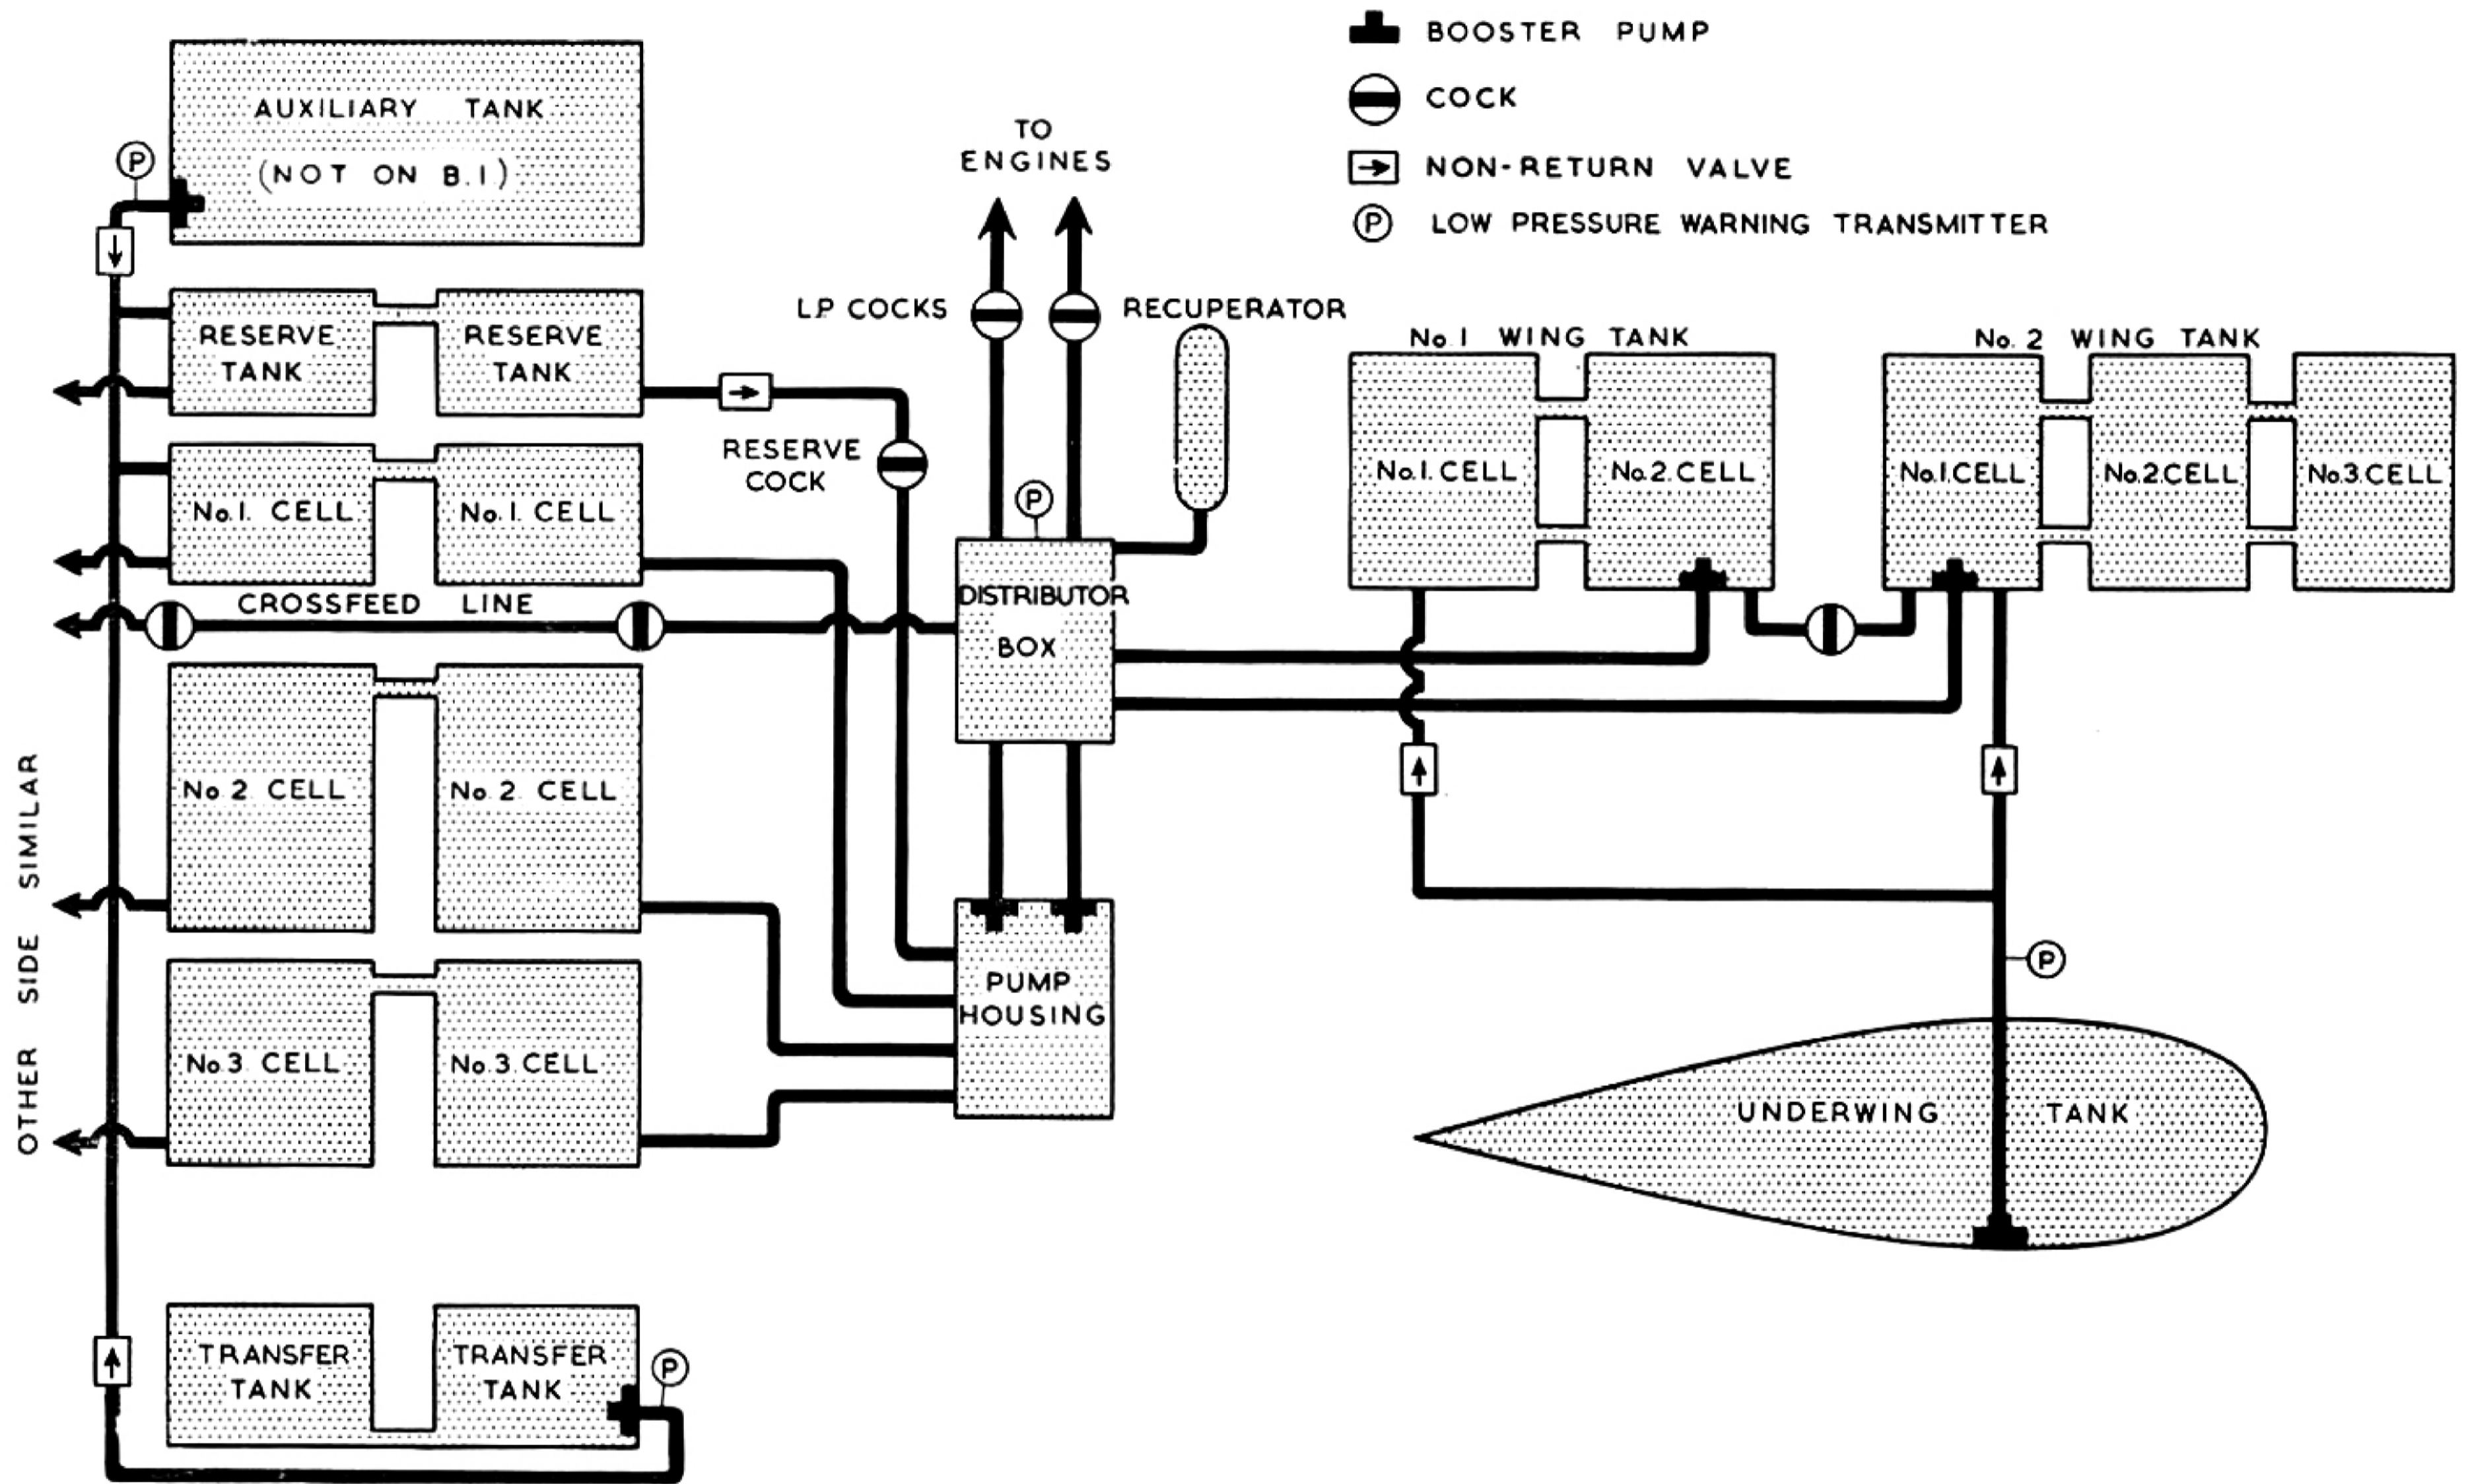 BOOSTER PUMP
COCK
NON-RETURN VALVE
P LOW PRESSURE WARNING TRANSMITTER
AUXILIARY TANK
(NOT ON B.I)
P
TO
ENGINES
LP COCKS
RECUPERATOR
RESERVE
TANK
RESERVE
TANK
RESERVE
COCK
No.1. CELL
No.1. CELL
P
CROSSFEED LINE
DISTRIBUTOR
BOX
No.1 WING TANK
No.1. CELL
No.2. CELL
No. 2 WING TANK
No.1.CELL
No.2.CELL
No.3.CELL
No 2 CELL
No 2 CELL
OTHER SIDE SIMILAR
No.3 CELL
No.3 CELL
PUMP
HOUSING
P
UNDERWING TANK
TRANSFER
TANK
TRANSFER
TANK
P